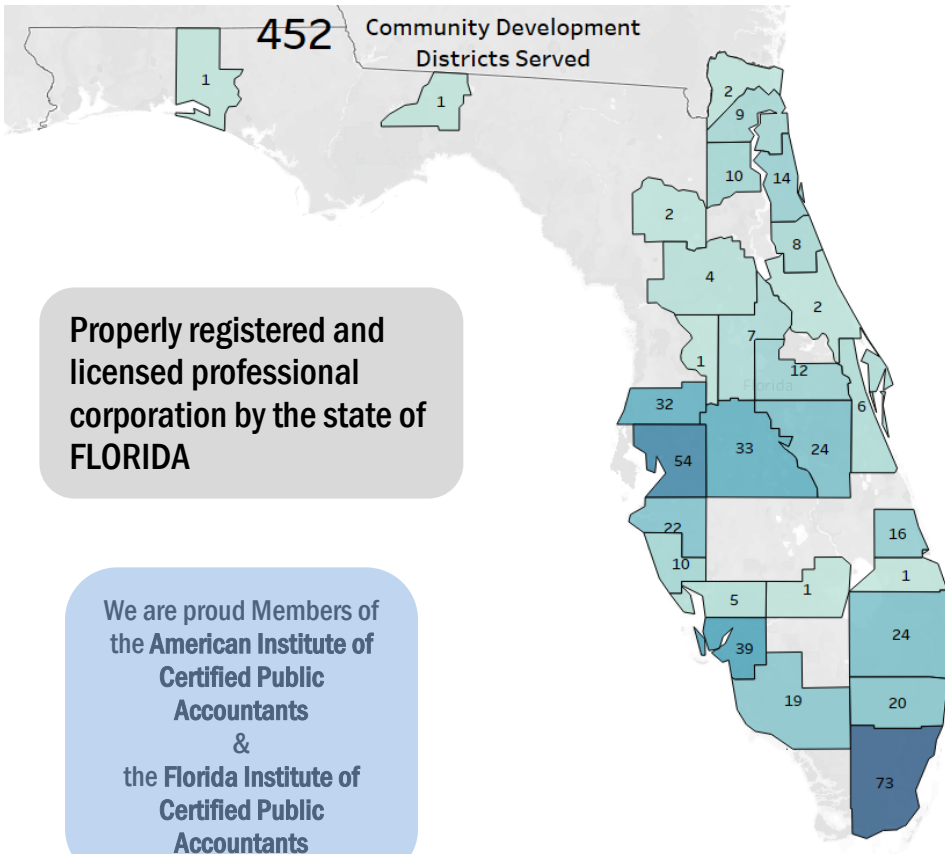 452
Community Development
Districts Served
1
1
2
9
10
14
2
8
4
2
7
1
12
Florida
6
32
33
24
54
22
16
10
1
5
1
24
39
19
20
73
Properly registered and
licensed professional
corporation by the state of
FLORIDA
We are proud Members of
the American Institute of
Certified Public
Accountants
&
the Florida Institute of
Certified Public
Accountants